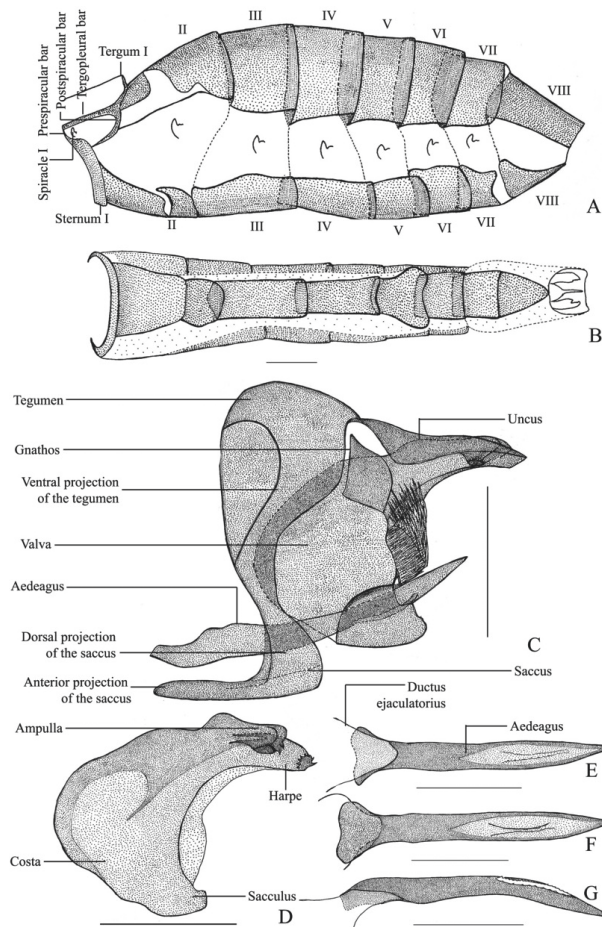 II
III
IV
V
VI
VII
VIII
Tergum I
Tergopleural bar
Postspiracular bar
Prespiracular bar
Spiracle I
Sternum I
II
III
IV
V
VI
VII
VIII
A
B
Tegumen
Gnathos
Ventral projection
of the tegumen
Valva
Aedeagus
Dorsal projection
of the saccus
Anterior projection
of the saccus
Uncus
C
Saccus
Ampulla
Harpe
Costa
Sacculus
D
Ductus
ejaculatorius
Aedeagus
E
F
G